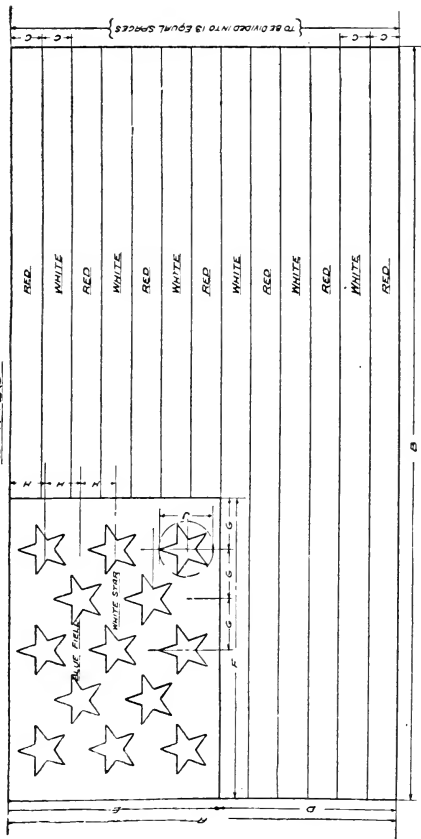 TO BE DIVIDED INTO 13 EQUAL SPACES
C
C
C
C
RED
WHITE
RED
WHITE
RED
WHITE
RED
WHITE
RED
WHITE
RED
WHITE
RED
B
H
H
H
J
G
G
G
F
BLUE FIELD
WHITE STAR
E
D
A